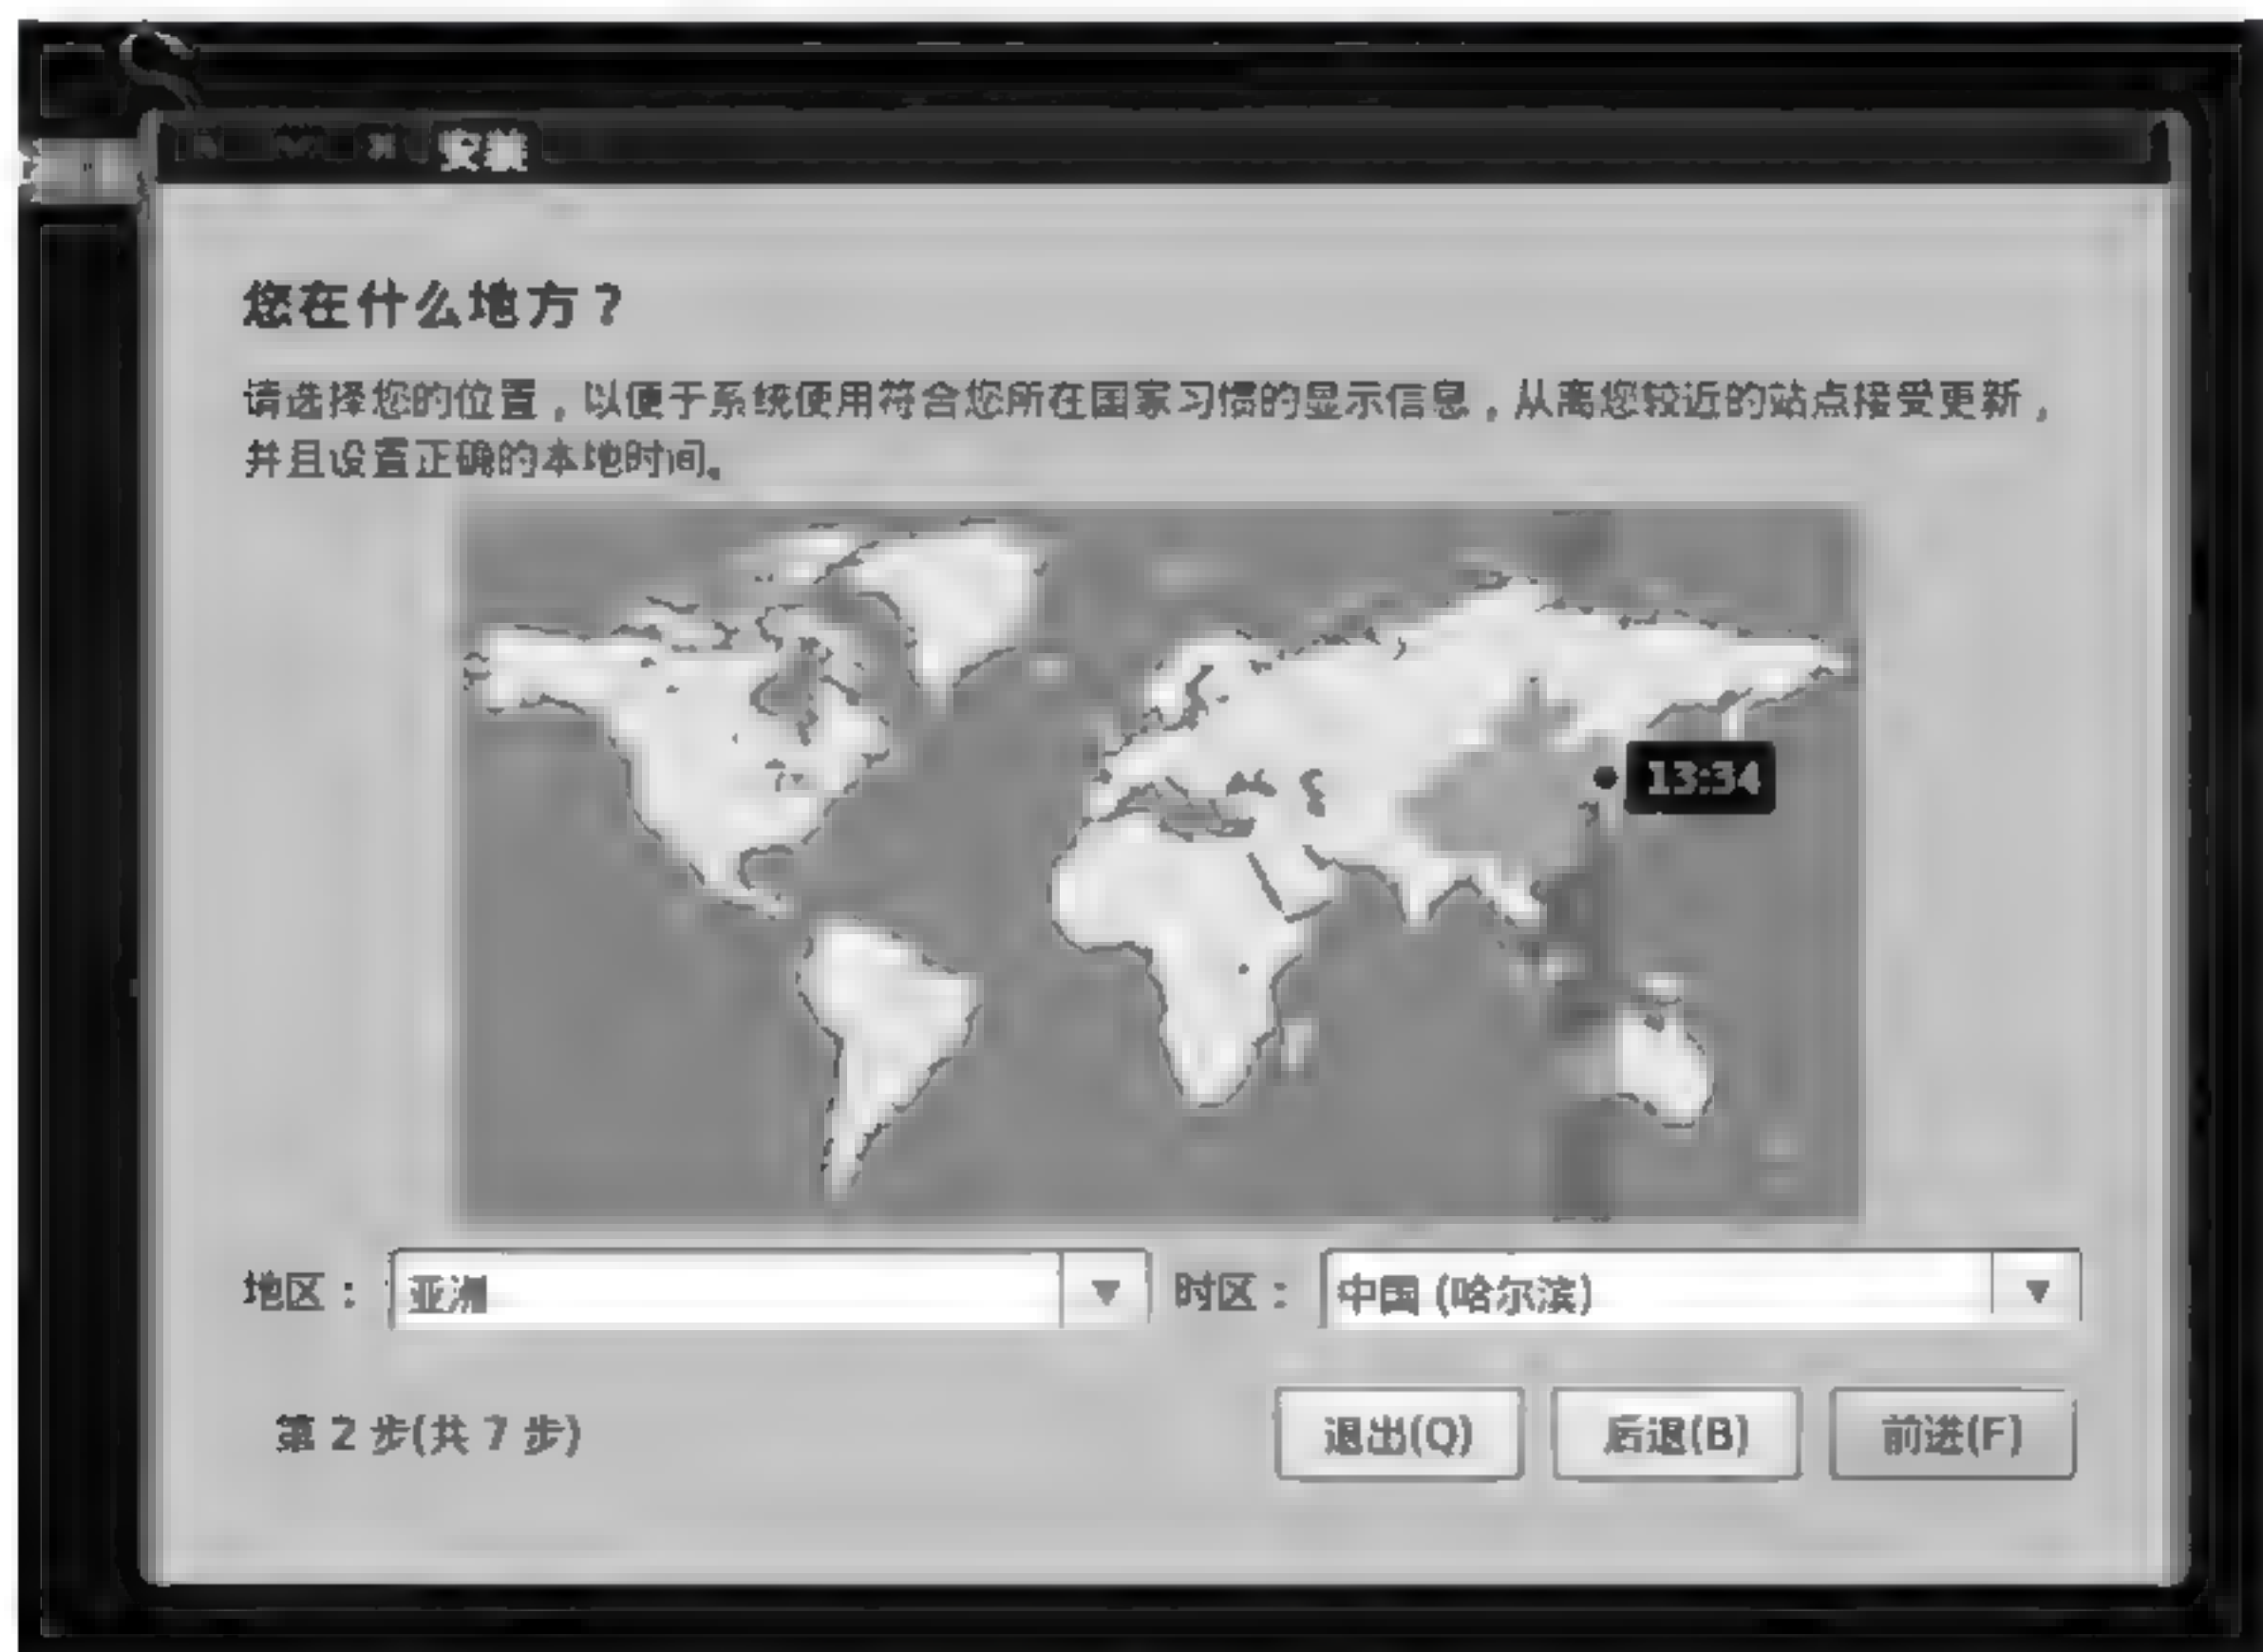 安装
您在什么地方？
请选择您的位置，以便于系统使用符合您所在国家习惯的显示信息，从离您较近的站点接受更新，
并且设置正确的本地时间。
13:34
地区： 亚洲 时区： 中国 (哈尔滨)
第 2 步(共 7 步) 退出(Q) 后退(B) 前进(F)